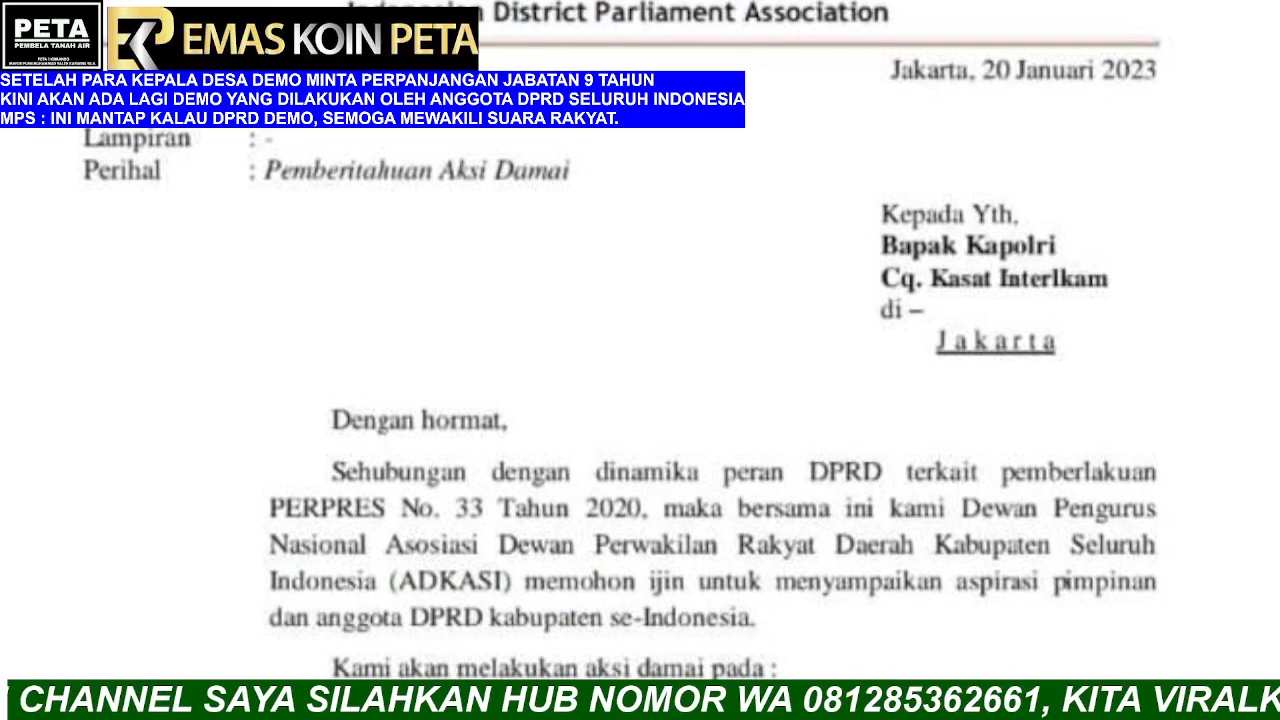 Indonesian District Parliament Association
PETA
PEMBELA TANAH AIR
EMAS KOIN PETA
Jakarta, 20 Januari 2023
SETELAH PARA KEPALA DESA DEMO MINTA PERPANJANGAN JABATAN 9 TAHUN
KINI AKAN ADA LAGI DEMO YANG DILAKUKAN OLEH ANGGOTA DPRD SELURUH INDONESIA
MPS : INI MANTAP KALAU DPRD DEMO, SEMOGA MEWAKILI SUARA RAKYAT.
Lampiran : -
Perihal : Pemberitahuan Aksi Damai
Kepada Yth,
Bapak Kapolri
Cq. Kasat Interlkam
di –
Jakarta
Dengan hormat,
Sehubungan dengan dinamika peran DPRD terkait pemberlakuan
PERPRES No. 33 Tahun 2020, maka bersama ini kami Dewan Pengurus
Nasional Asosiasi Dewan Perwakilan Rakyat Daerah Kabupaten Seluruh
Indonesia (ADKASI) memohon ijin untuk menyampaikan aspirasi pimpinan
dan anggota DPRD kabupaten se-Indonesia.
Kami akan melakukan aksi damai pada :
CHANNEL SAYA SILAHKAN HUB NOMOR WA 081285362661, KITA VIRALK